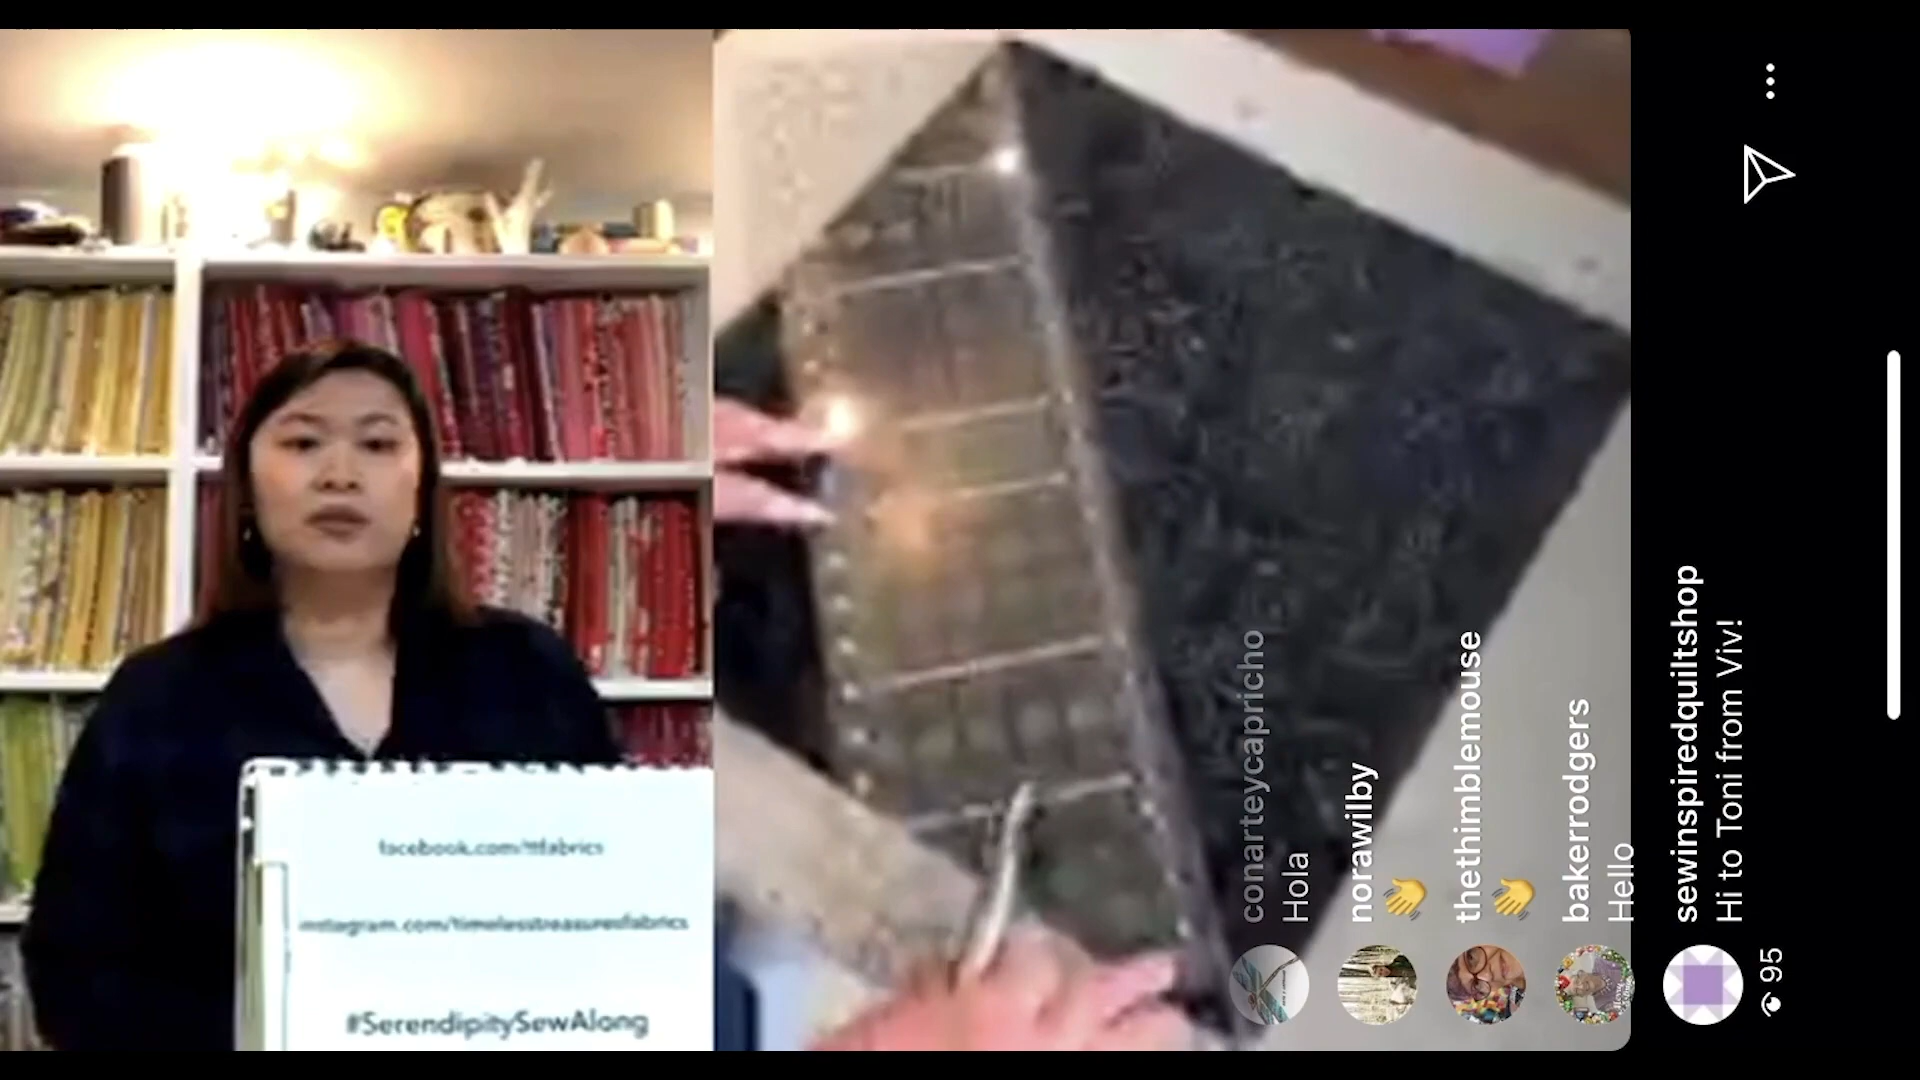 facebook.com/ttfabrics
instagram.com/timelesstreasuresfabrics
#SerendipitySewAlong
conarteycapricho
Hola
norawilby
👋
thethimblemouse
👋
bakerrodgers
Hello
sewinspiredquiltshop
Hi to Toni from Viv!
95